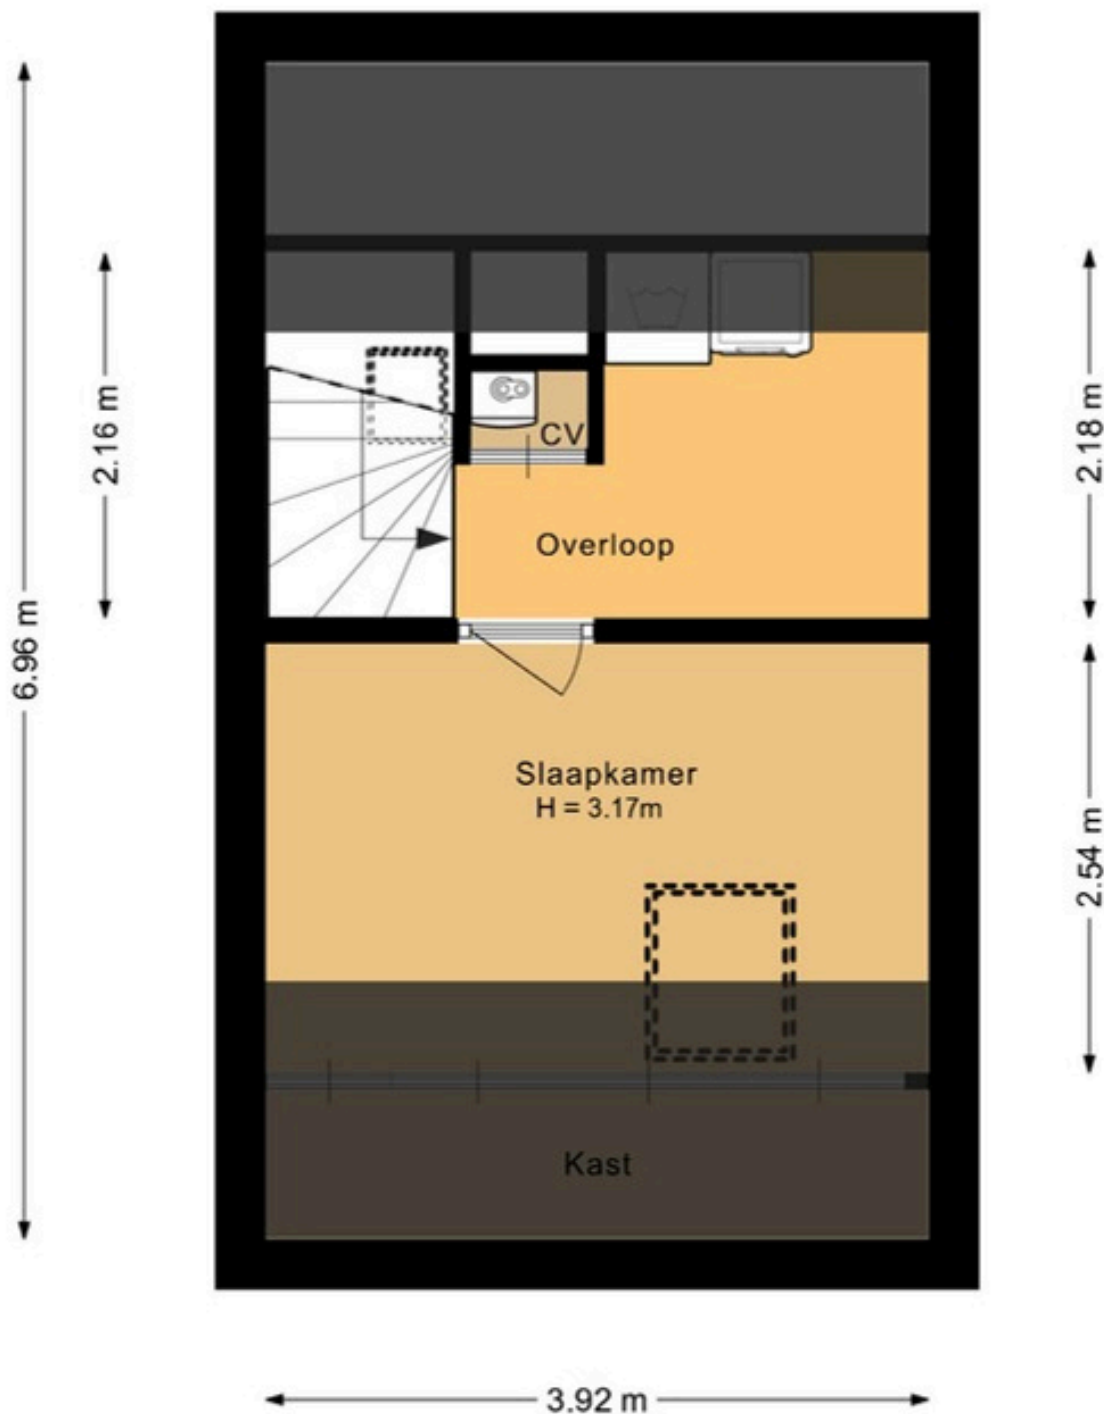 6.96 m
2.16 m
2.18 m
CV
Overloop
Slaapkamer
H = 3.17m
2.54 m
Kast
3.92 m